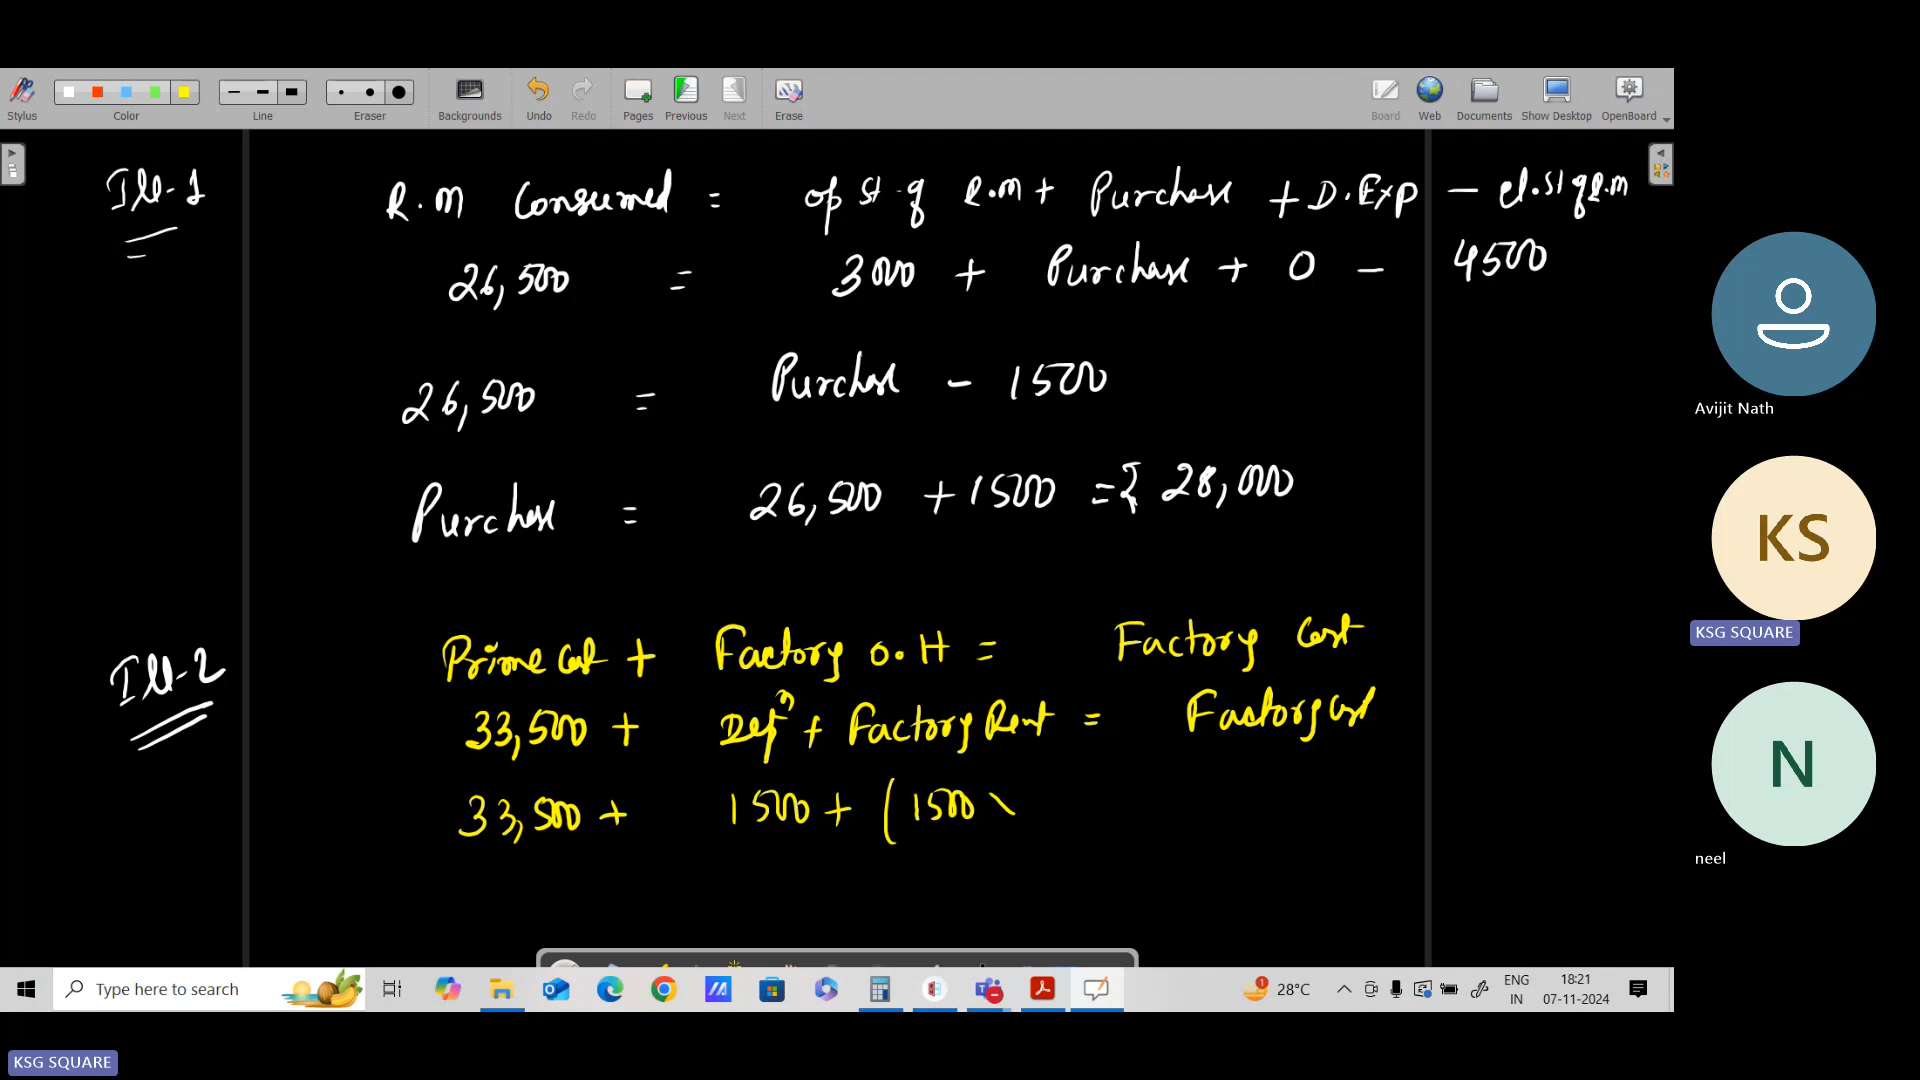 Stylus Color Line Eraser Backgrounds Undo Redo Pages Previous Next Erase Board Web Documents Show Desktop OpenBoard
Ill-1
R.M Consumed = op st. of R.M + Purchase + D.Exp - cl. st of R.M
26,500 = 3000 + Purchase + 0 - 4500
26,500 = Purchase - 1500
Purchase = 26,500 + 1500 = ₹ 28,000
Ill-2
Prime Cost + Factory O.H = Factory Cost
33,500 + Depn + Factory Rent = Factory Cost
33,500 + 1500 + (1500 \
Avijit Nath
KS
KSG SQUARE
N
neel
Type here to search
1
28°C
ENG
IN
18:21
07-11-2024
KSG SQUARE